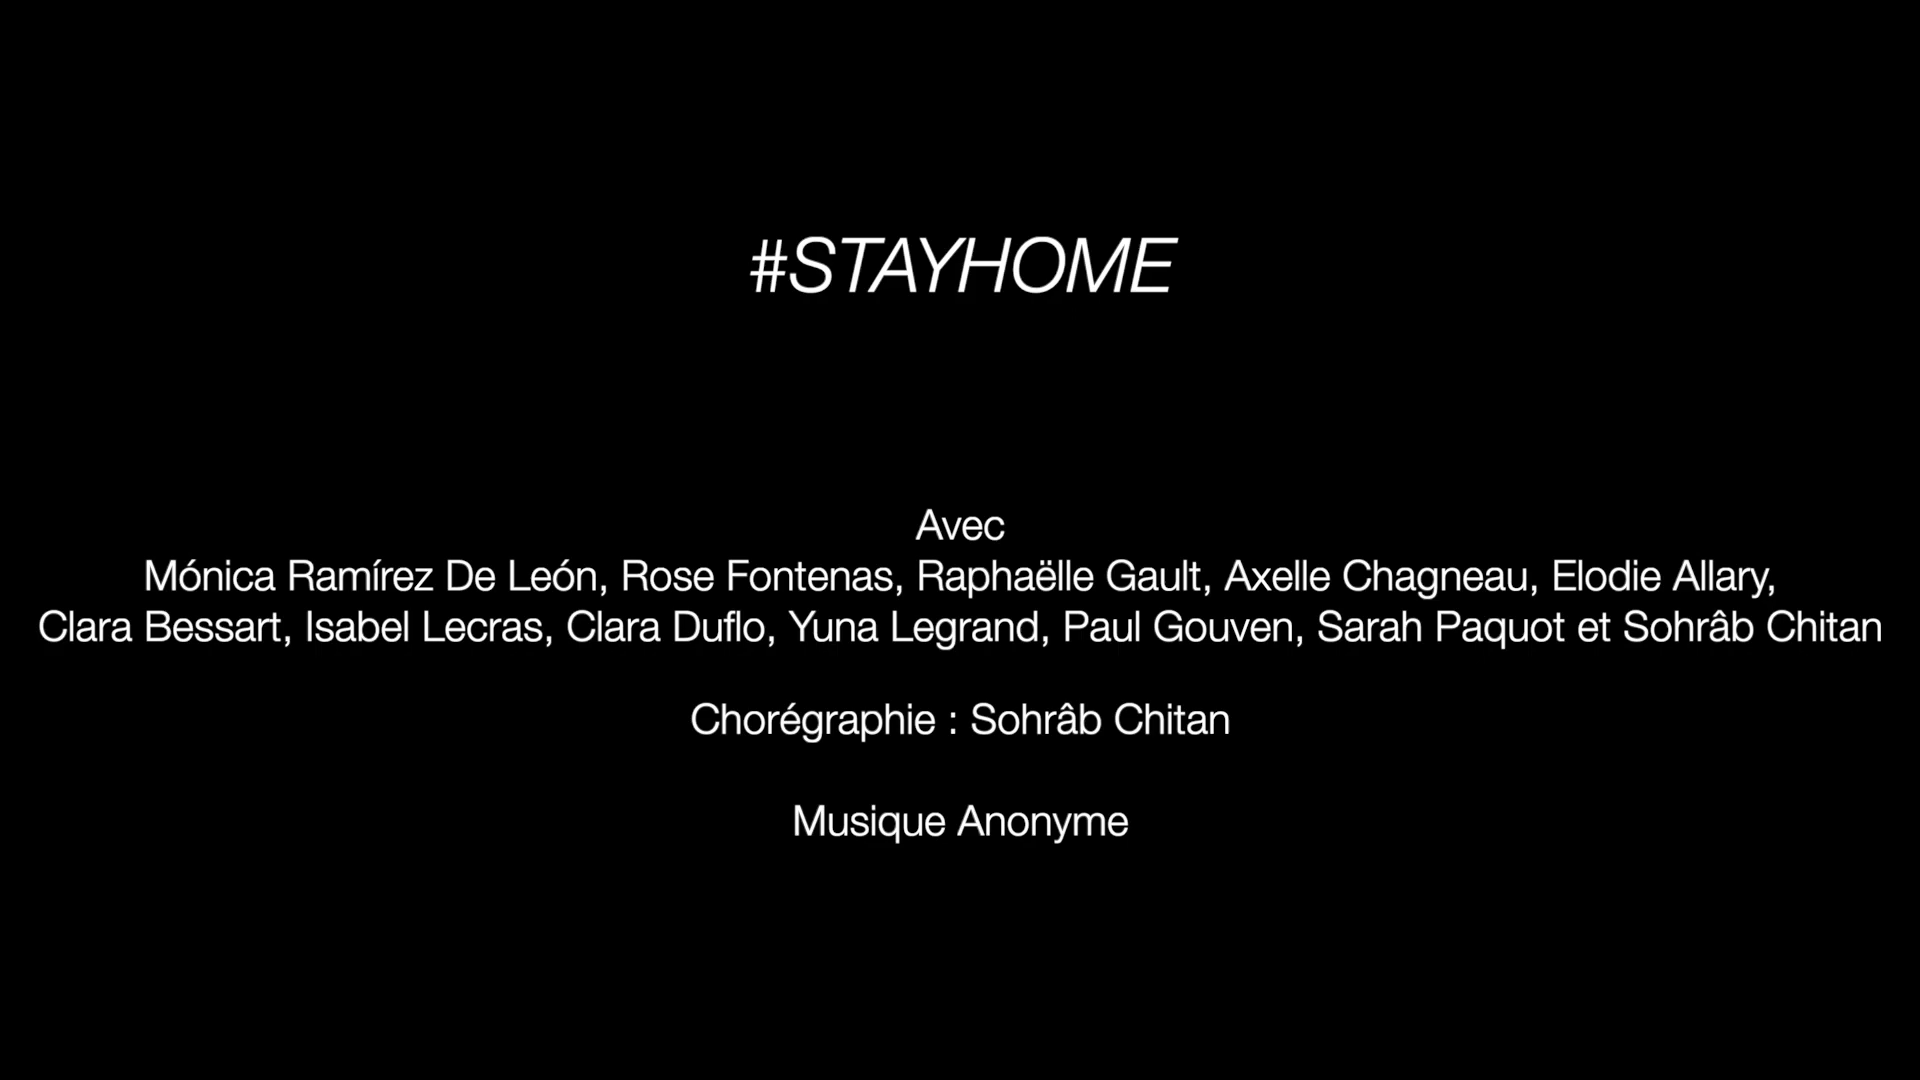 #STAYHOME
Avec
Mónica Ramírez De León, Rose Fontenas, Raphaëlle Gault, Axelle Chagneau, Elodie Allary,
Clara Bessart, Isabel Lecras, Clara Duflo, Yuna Legrand, Paul Gouven, Sarah Paquot et Sohrâb Chitan
Chorégraphie : Sohrâb Chitan
Musique Anonyme